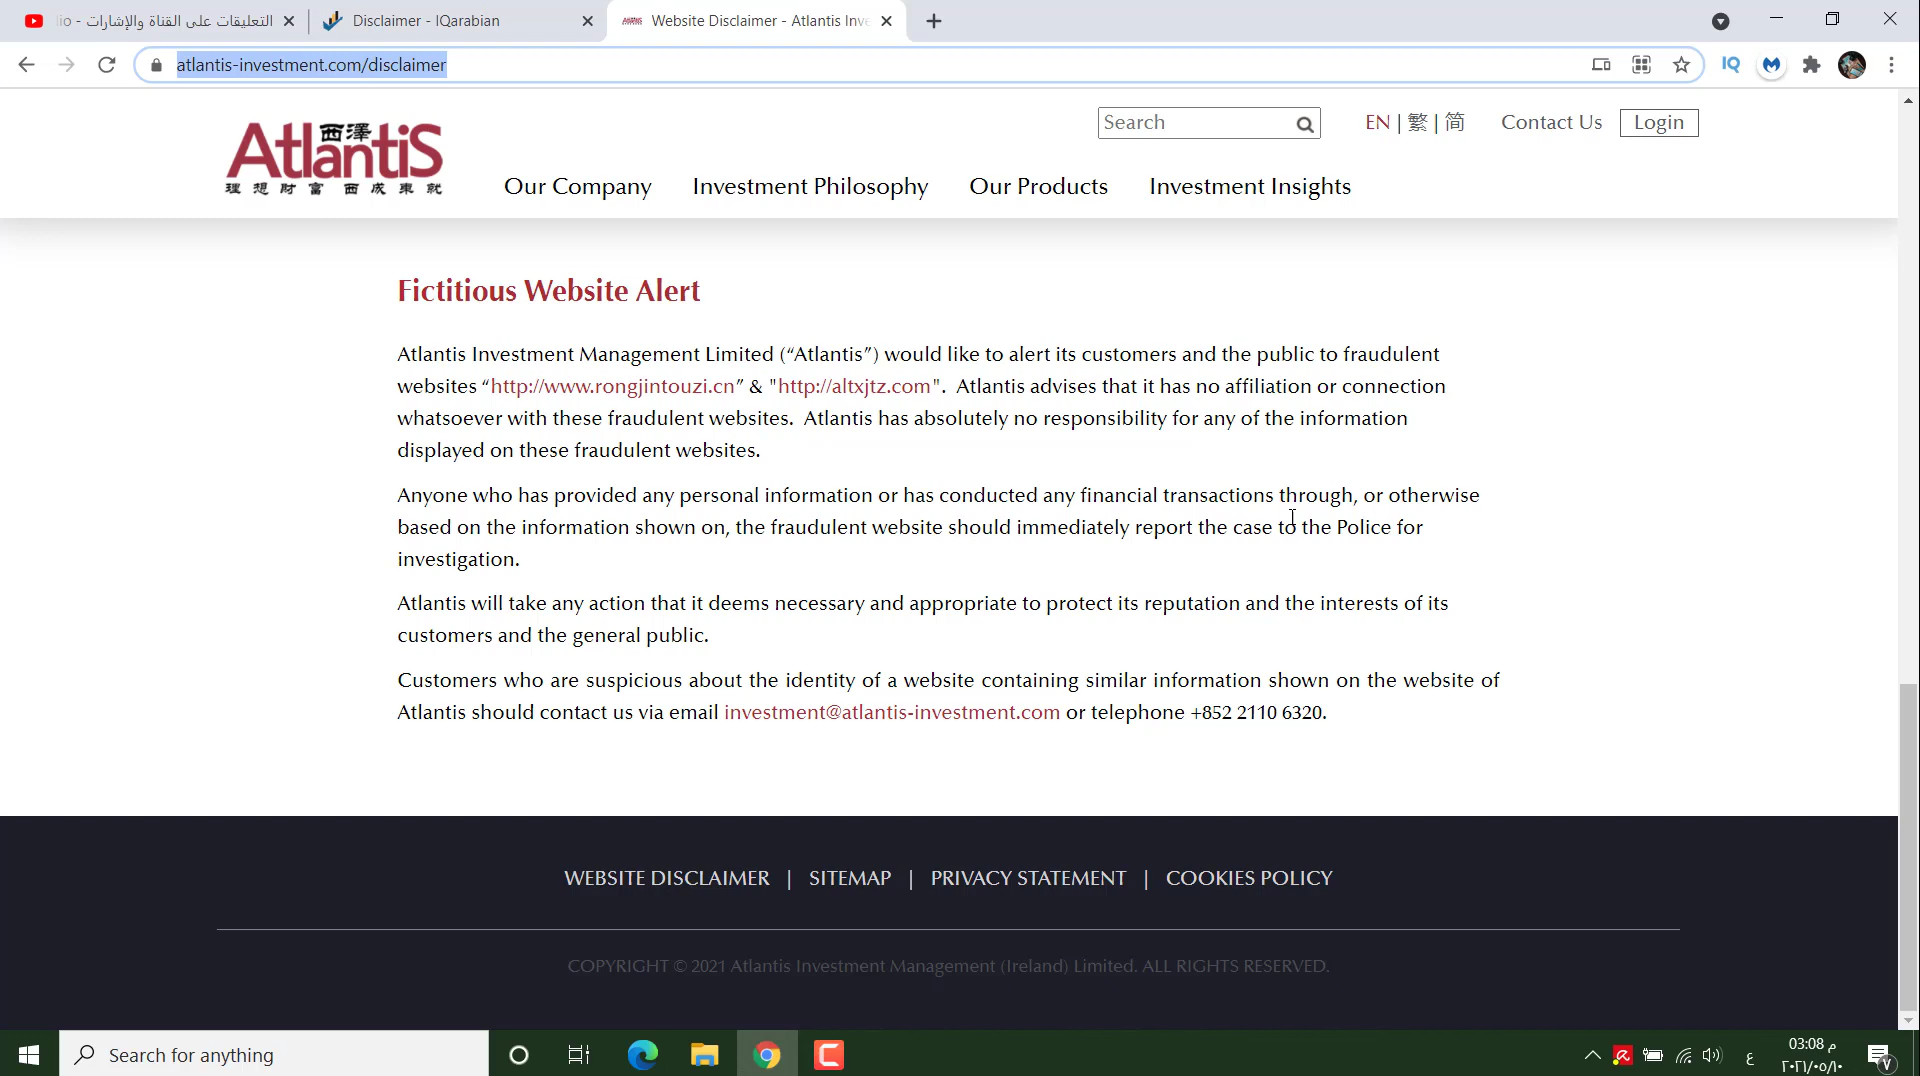 التعليقات على القناة والإشارات - lio
Disclaimer - IQarabian
Website Disclaimer - Atlantis Inve
atlantis-investment.com/disclaimer
IQ
Search
EN | 繁 | 简
Contact Us
Login
西澤
AtlantiS
理想財富西成東就
Our Company
Investment Philosophy
Our Products
Investment Insights
Fictitious Website Alert
Atlantis Investment Management Limited (“Atlantis”) would like to alert its customers and the public to fraudulent
websites “http://www.rongjintouzi.cn” & "http://altxjtz.com".  Atlantis advises that it has no affiliation or connection
whatsoever with these fraudulent websites.  Atlantis has absolutely no responsibility for any of the information
displayed on these fraudulent websites.
Anyone who has provided any personal information or has conducted any financial transactions through, or otherwise
based on the information shown on, the fraudulent website should immediately report the case to the Police for
investigation.
Atlantis will take any action that it deems necessary and appropriate to protect its reputation and the interests of its
customers and the general public.
Customers who are suspicious about the identity of a website containing similar information shown on the website of
Atlantis should contact us via email investment@atlantis-investment.com or telephone +852 2110 6320.
WEBSITE DISCLAIMER | SITEMAP | PRIVACY STATEMENT | COOKIES POLICY
COPYRIGHT © 2021 Atlantis Investment Management (Ireland) Limited. ALL RIGHTS RESERVED.
Search for anything
ع
03:08 م
٢٠٢١/٠٥/١٠